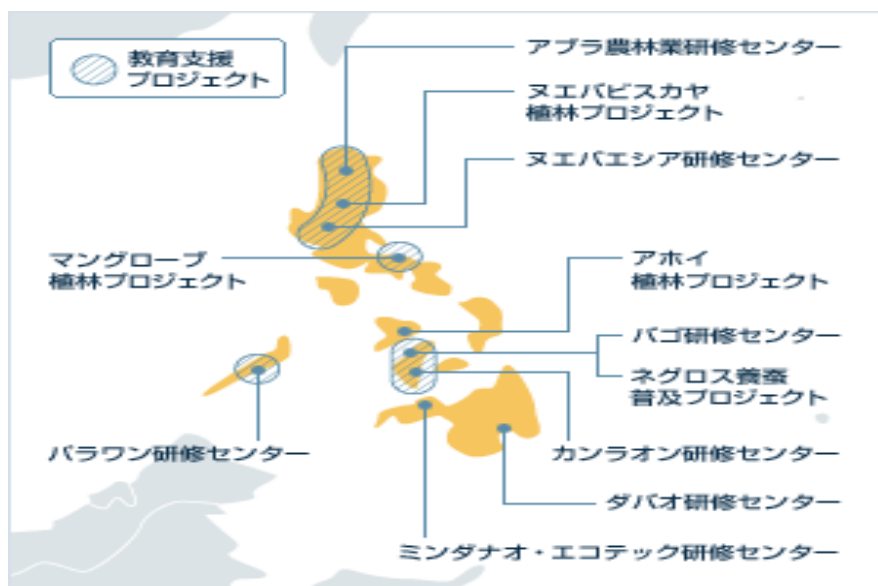 教育支援
プロジェクト
アブラ農林業研修センター
ヌエバビスカヤ
植林プロジェクト
ヌエバエシア研修センター
マングローブ
植林プロジェクト
アホイ
植林プロジェクト
バゴ研修センター
ネグロス養蚕
普及プロジェクト
パラワン研修センター
カンラオン研修センター
ダバオ研修センター
ミンダナオ・エコテック研修センター